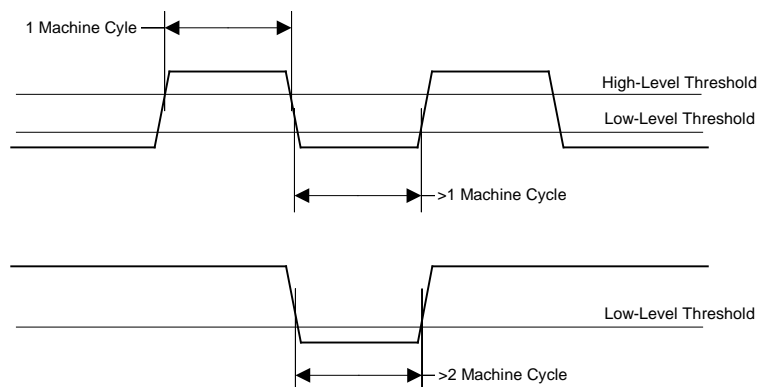 1 Machine Cyle
High-Level Threshold
Low-Level Threshold
>1 Machine Cycle
Low-Level Threshold
>2 Machine Cycle